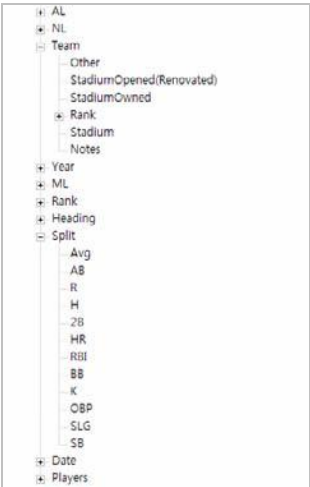 AL
NL
Team
Other
StadiumOpened(Renovated)
StadiumOwned
Rank
Stadium
Notes
Year
ML
Rank
Heading
Split
Avg
AB
R
H
2B
HR
RBI
BB
K
OBP
SLG
SB
Date
Players